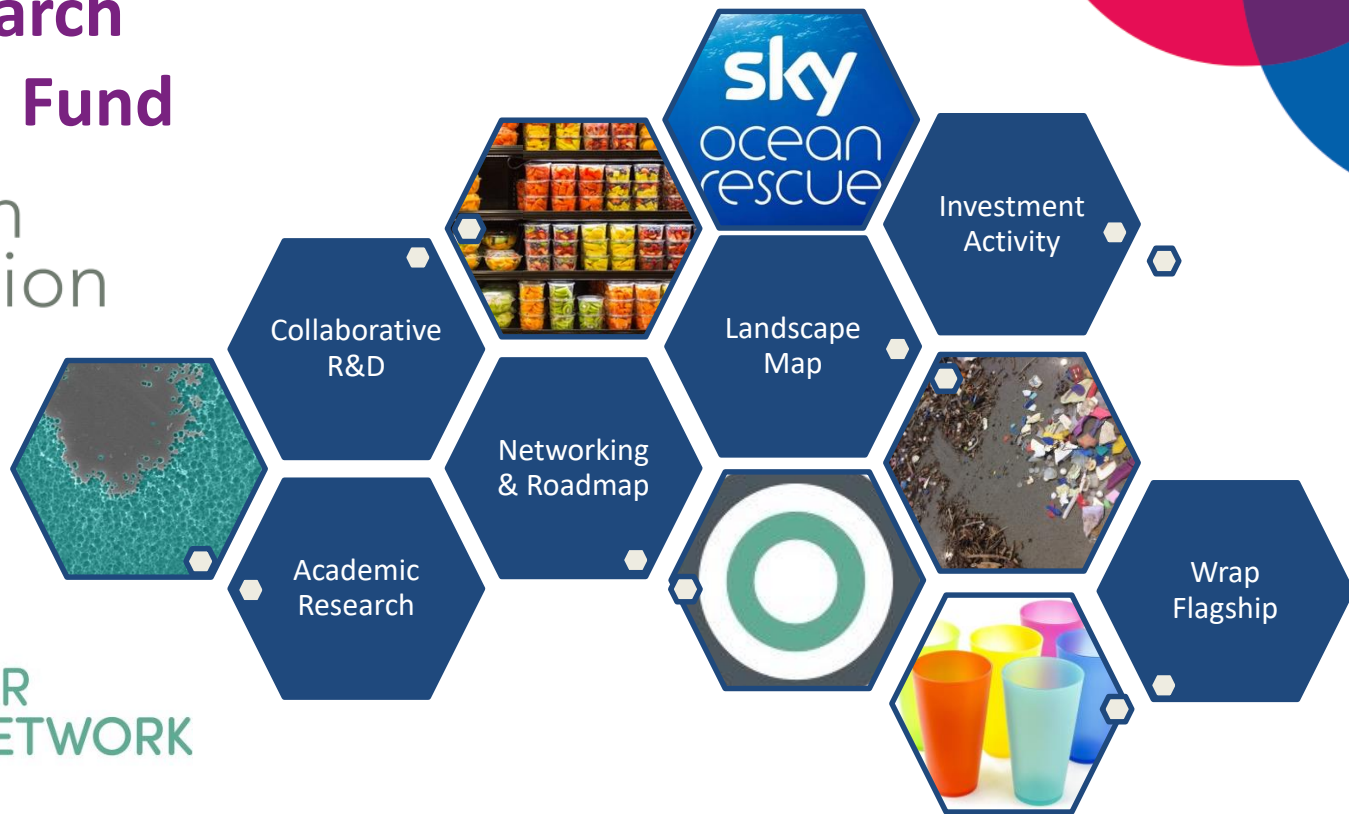 arch
Fund
n
ion
R
ETWORK
sky
ocean
rescue
Investment
Activity
Collaborative
R&D
Landscape
Map
Networking
& Roadmap
Academic
Research
Wrap
Flagship